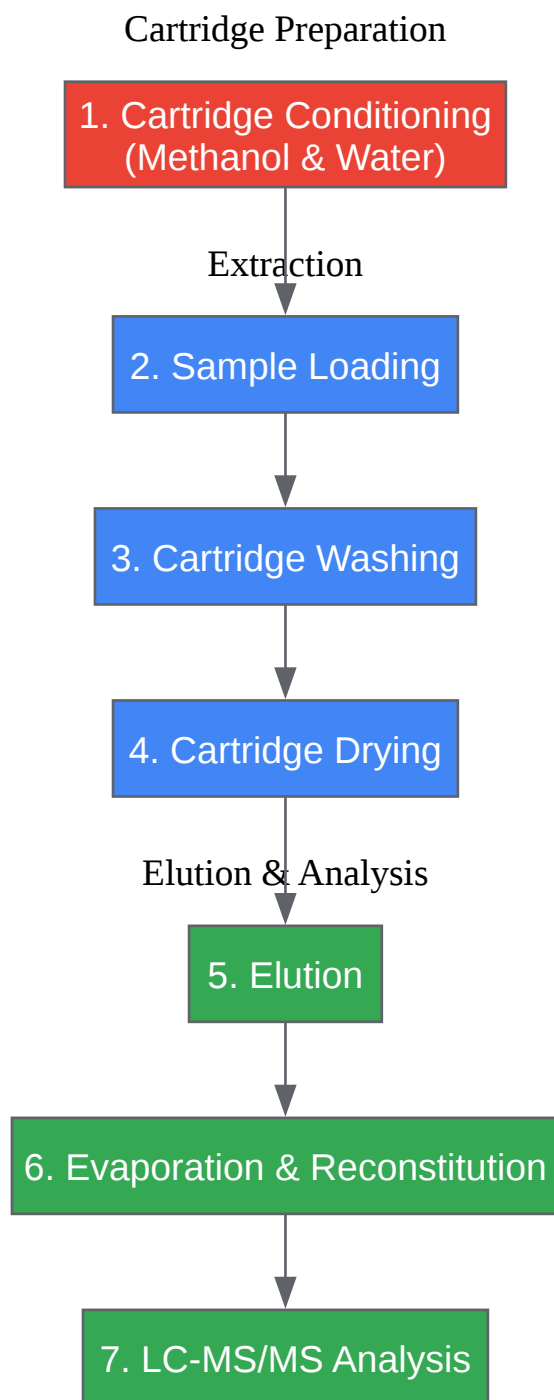 Cartridge Preparation
1. Cartridge Conditioning
(Methanol & Water)
Extraction
2. Sample Loading
3. Cartridge Washing
4. Cartridge Drying
Elution & Analysis
5. Elution
6. Evaporation & Reconstitution
7. LC-MS/MS Analysis